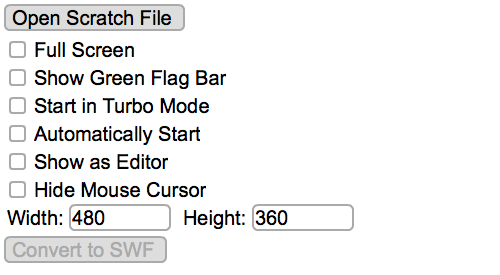 Open Scratch File
Full Screen
Show Green Flag Bar
Start in Turbo Mode
Automatically Start
Show as Editor
Hide Mouse Cursor
Width: 480 Height: 360
Convert to SWF